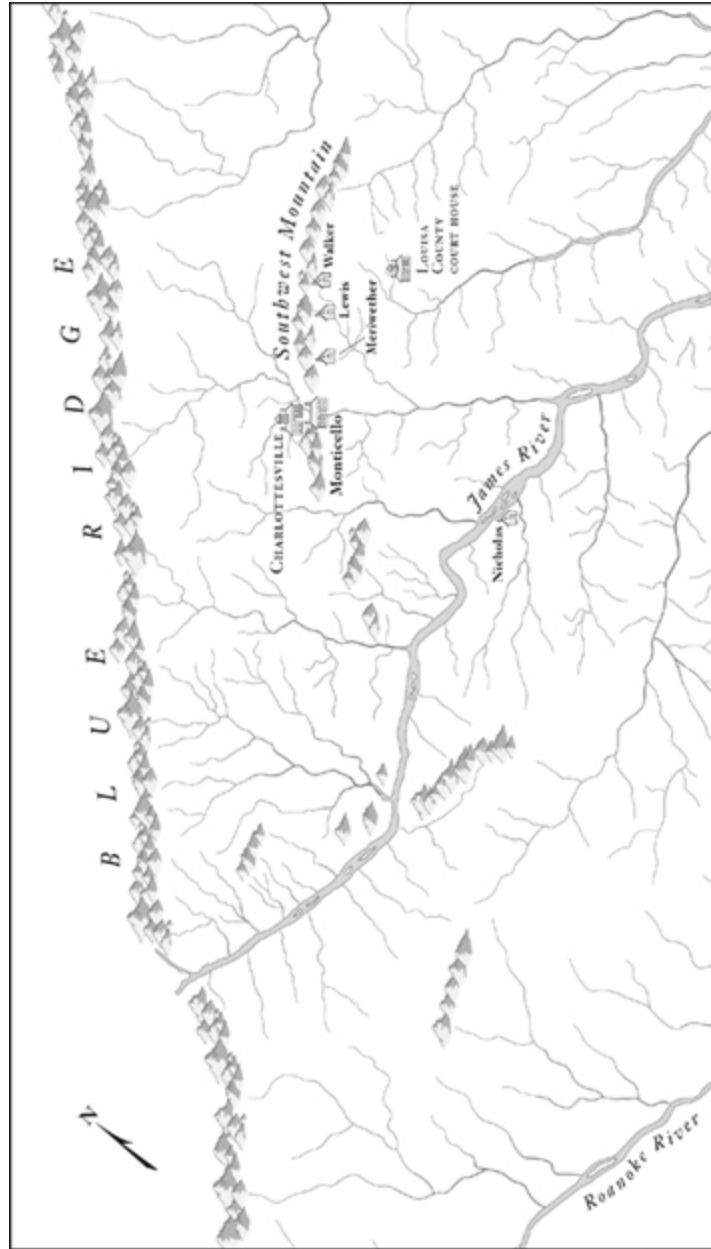 BLUE RIDGE
Southwest Mountain
Walker
Lewis
Meriwether
LOUISA
COUNTY
COURT HOUSE
CHARLOTTESVILLE
Monticello
James River
Nicholas
Roanoke River
N